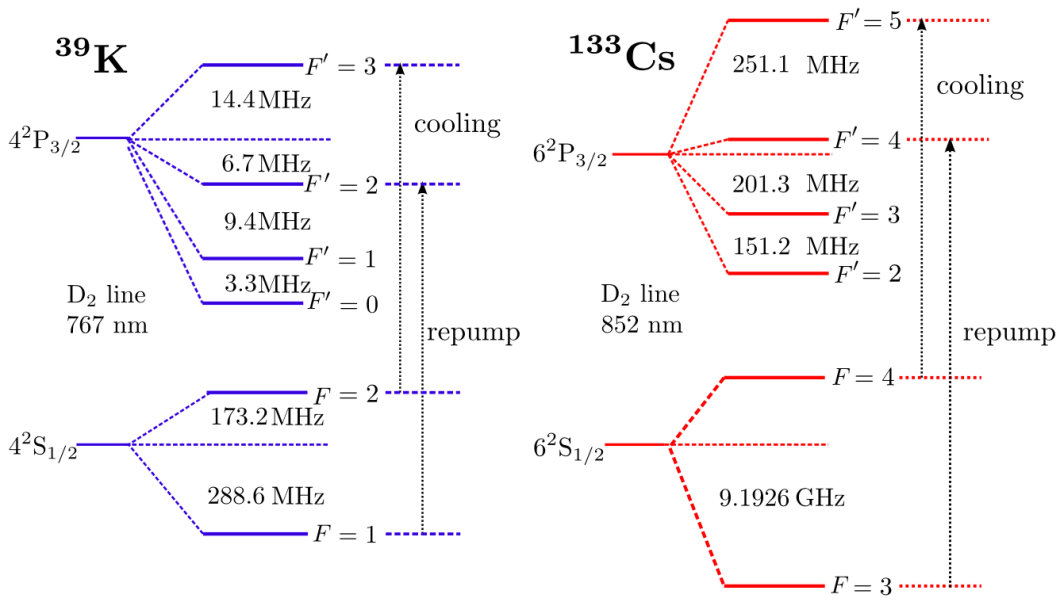 ³⁹K
F′ = 3
14.4 MHz
cooling
4²P₃/₂
6.7 MHz
F′ = 2
9.4 MHz
F′ = 1
3.3 MHz
F′ = 0
D₂ line
767 nm
repump
F = 2
173.2 MHz
4²S₁/₂
288.6 MHz
F = 1
¹³³Cs
F′ = 5
251.1 MHz
cooling
F′ = 4
6²P₃/₂
201.3 MHz
F′ = 3
151.2 MHz
F′ = 2
D₂ line
852 nm
repump
F = 4
6²S₁/₂
9.1926 GHz
F = 3